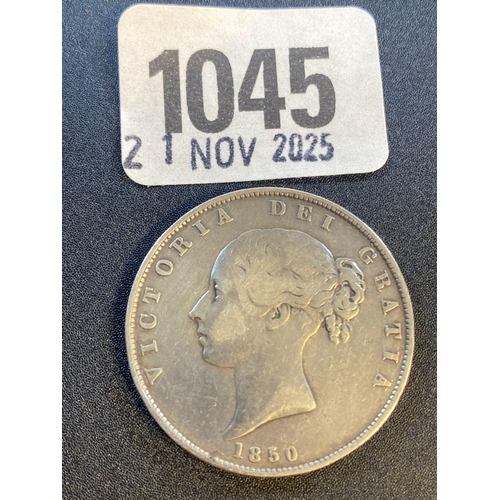 1045
21 NOV 2025
VICTORIA DEI GRATIA
1850